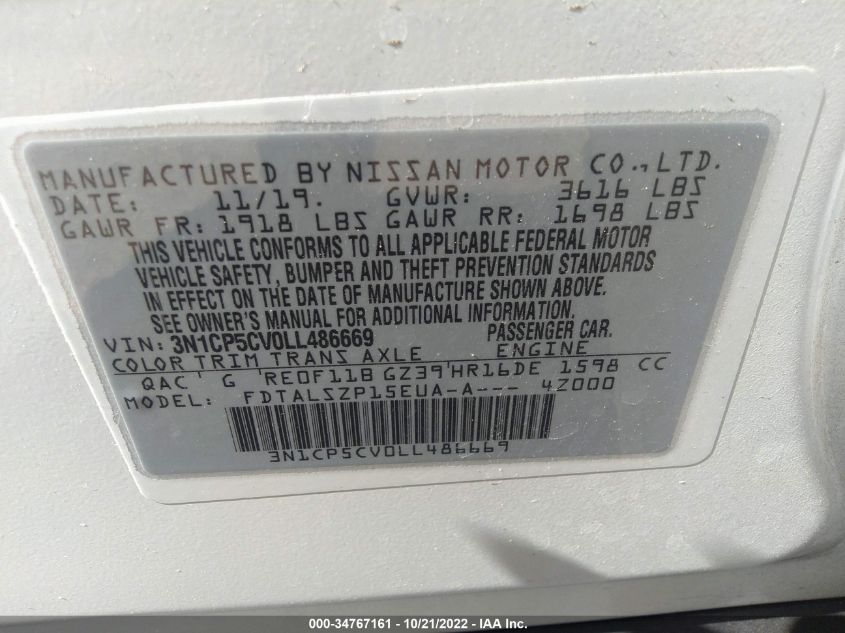 MANUFACTURED BY NISSAN MOTOR CO., LTD.
DATE: 11/19. GVWR: 3616 LBS
GAWR FR: 1918 LBS GAWR RR: 1698 LBS
THIS VEHICLE CONFORMS TO ALL APPLICABLE FEDERAL MOTOR
VEHICLE SAFETY, BUMPER AND THEFT PREVENTION STANDARDS
IN EFFECT ON THE DATE OF MANUFACTURE SHOWN ABOVE.
SEE OWNER'S MANUAL FOR ADDITIONAL INFORMATION.
VIN: 3N1CP5CV0LL486669 PASSENGER CAR.
COLOR TRIM TRANS AXLE ENGINE
QAC G RE0F11B GZ39 HR16DE 1598 CC
MODEL: FDTALSZP15EUA-A--- 4Z000
3N1CP5CV0LL486669
000-34767161 - 10/21/2022 - IAA Inc.